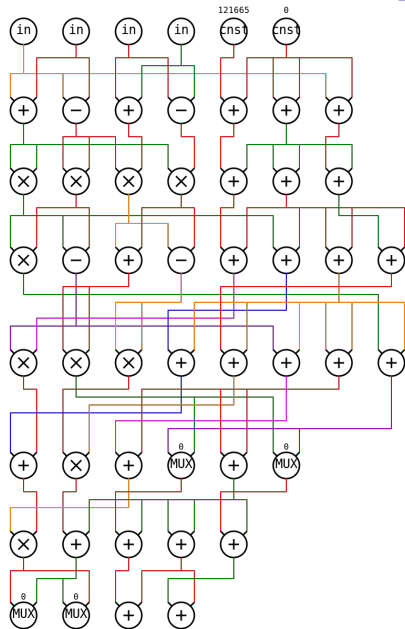 121665 0
in in in in cnst cnst
+ − + − + + +
× × × × + + +
× − + − + + + +
× × × + + + + +
0 0
+ × + MUX + MUX
× + + + +
0 0
MUX MUX + +